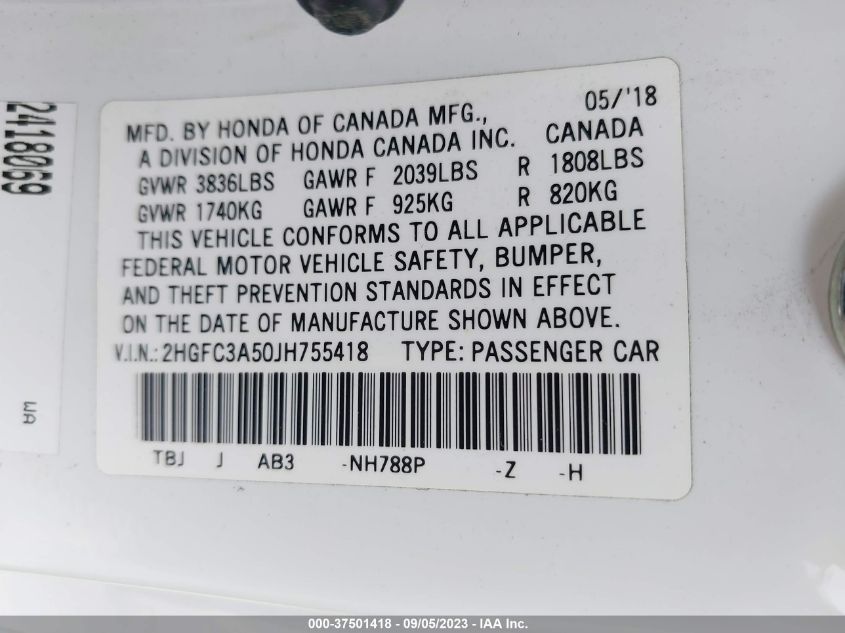 05/'18
MFD. BY HONDA OF CANADA MFG.,
A DIVISION OF HONDA CANADA INC. CANADA
GVWR 3836LBS GAWR F 2039LBS R 1808LBS
GVWR 1740KG GAWR F 925KG R 820KG
THIS VEHICLE CONFORMS TO ALL APPLICABLE
FEDERAL MOTOR VEHICLE SAFETY, BUMPER,
AND THEFT PREVENTION STANDARDS IN EFFECT
ON THE DATE OF MANUFACTURE SHOWN ABOVE.
V.I.N.: 2HGFC3A50JH755418 TYPE: PASSENGER CAR
TBJ J AB3 -NH788P -Z -H
2418069
WA
000-37501418 - 09/05/2023 - IAA Inc.